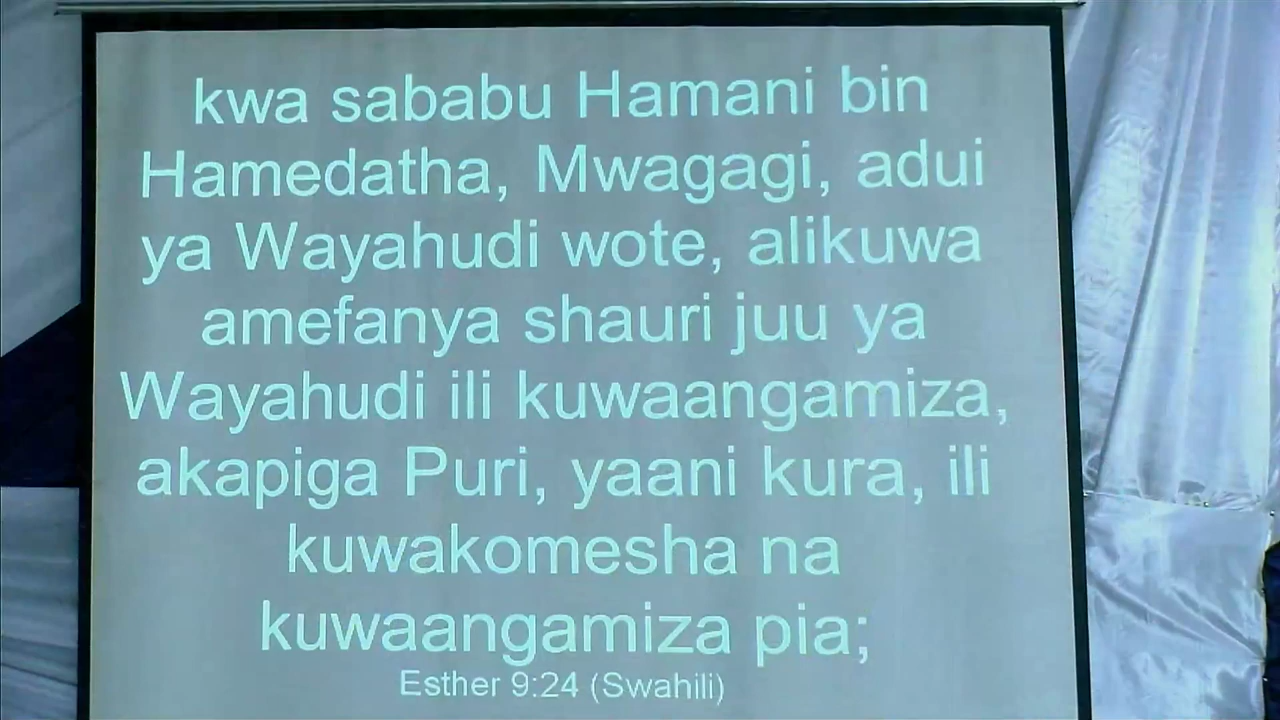 kwa sababu Hamani bin
Hamedatha, Mwagagi, adui
ya Wayahudi wote, alikuwa
amefanya shauri juu ya
Wayahudi ili kuwaangamiza,
akapiga Puri, yaani kura, ili
kuwakomesha na
kuwaangamiza pia;
Esther 9:24 (Swahili)